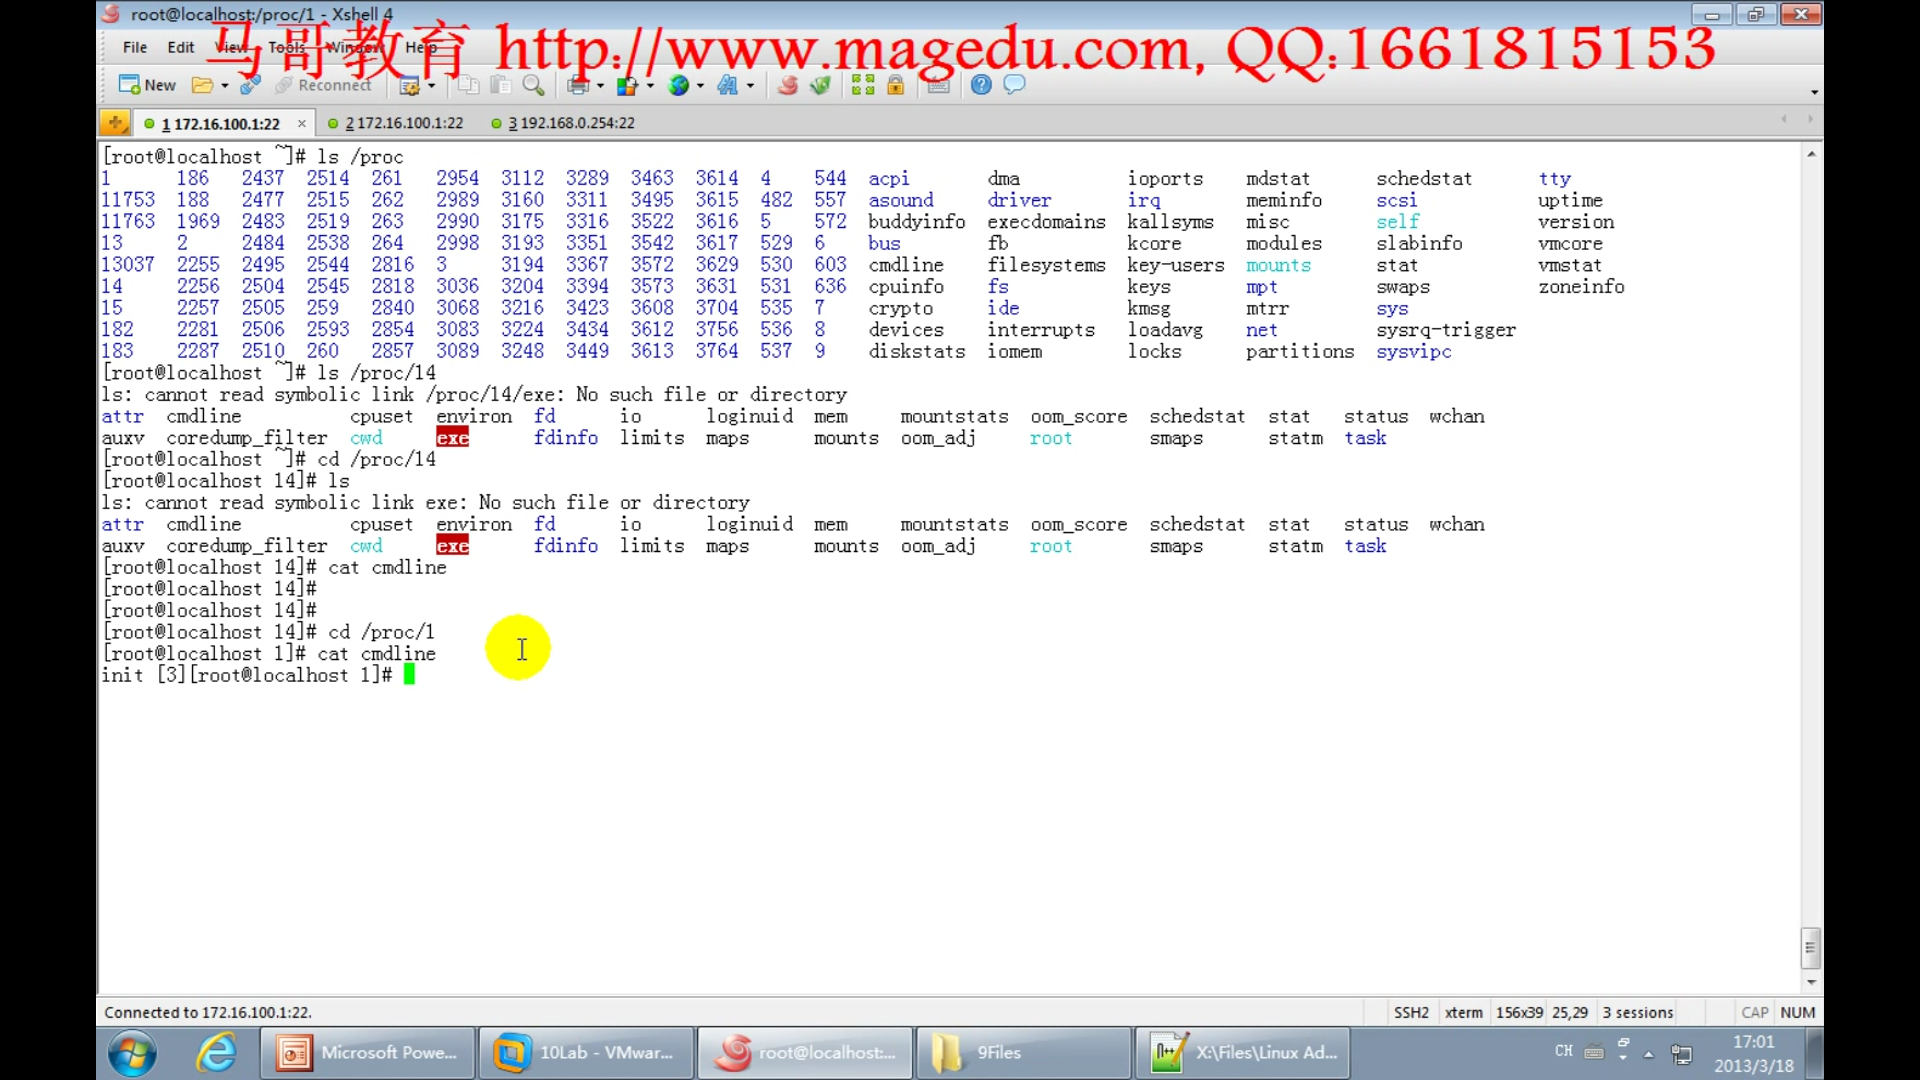 root@localhost:/proc/1 - Xshell 4
马哥教育 http://www.magedu.com, QQ:1661815153
File Edit View Tools Window Help
New Reconnect
1 172.16.100.1:22 × 2 172.16.100.1:22 3 192.168.0.254:22
[root@localhost ~]# ls /proc
1 186 2437 2514 261 2954 3112 3289 3463 3614 4 544 acpi dma ioports mdstat schedstat tty
11753 188 2477 2515 262 2989 3160 3311 3495 3615 482 557 asound driver irq meminfo scsi uptime
11763 1969 2483 2519 263 2990 3175 3316 3522 3616 5 572 buddyinfo execdomains kallsyms misc self version
13 2 2484 2538 264 2998 3193 3351 3542 3617 529 6 bus fb kcore modules slabinfo vmcore
13037 2255 2495 2544 2816 3 3194 3367 3572 3629 530 603 cmdline filesystems key-users mounts stat vmstat
14 2256 2504 2545 2818 3036 3204 3394 3573 3631 531 636 cpuinfo fs keys mpt swaps zoneinfo
15 2257 2505 259 2840 3068 3216 3423 3608 3704 535 7 crypto ide kmsg mtrr sys
182 2281 2506 2593 2854 3083 3224 3434 3612 3756 536 8 devices interrupts loadavg net sysrq-trigger
183 2287 2510 260 2857 3089 3248 3449 3613 3764 537 9 diskstats iomem locks partitions sysvipc
[root@localhost ~]# ls /proc/14
ls: cannot read symbolic link /proc/14/exe: No such file or directory
attr cmdline cpuset environ fd io loginuid mem mountstats oom_score schedstat stat status wchan
auxv coredump_filter cwd exe fdinfo limits maps mounts oom_adj root smaps statm task
[root@localhost ~]# cd /proc/14
[root@localhost 14]# ls
ls: cannot read symbolic link exe: No such file or directory
attr cmdline cpuset environ fd io loginuid mem mountstats oom_score schedstat stat status wchan
auxv coredump_filter cwd exe fdinfo limits maps mounts oom_adj root smaps statm task
[root@localhost 14]# cat cmdline
[root@localhost 14]#
[root@localhost 14]#
[root@localhost 14]# cd /proc/1
[root@localhost 1]# cat cmdline
init [3][root@localhost 1]#
Connected to 172.16.100.1:22. SSH2 xterm 156x39 25,29 3 sessions CAP NUM
Microsoft Powe... 10Lab - VMwar... root@localhost:... 9Files X:\Files\Linux Ad... CH 17:01
2013/3/18